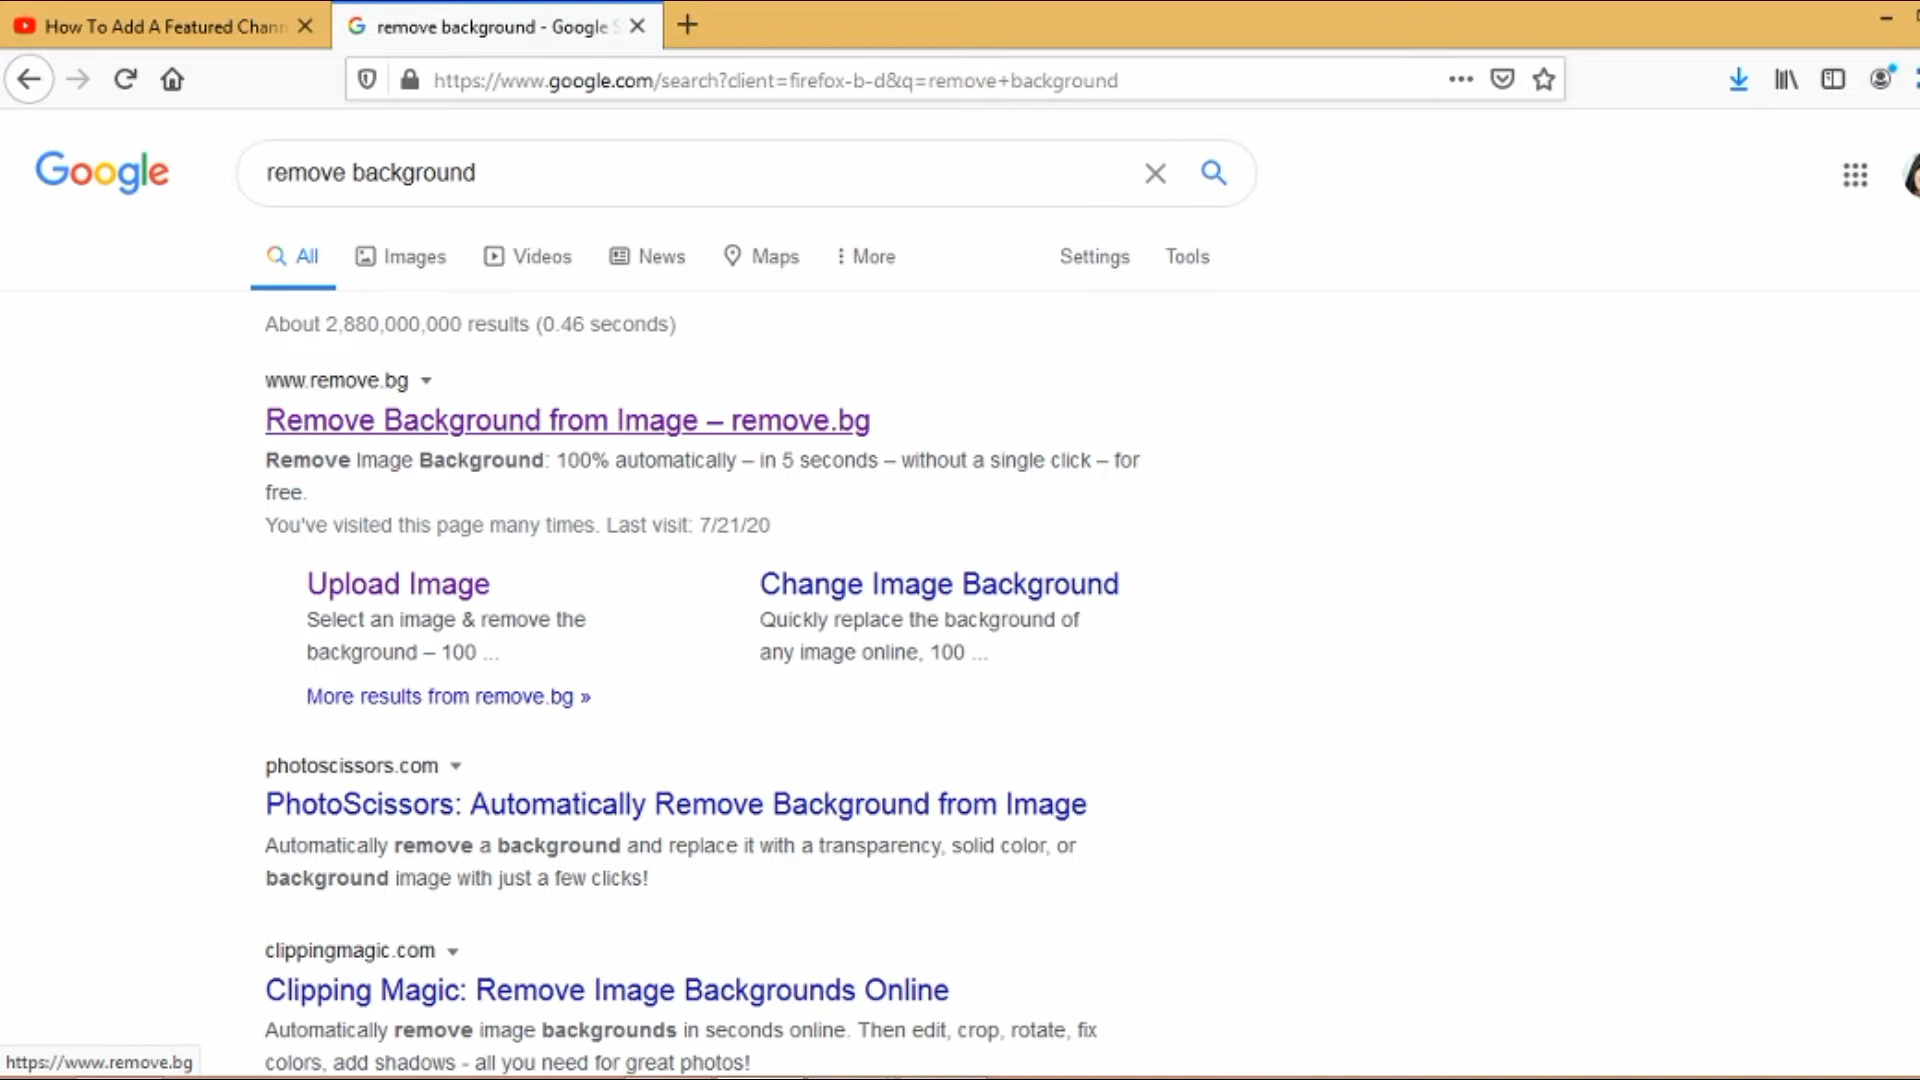 How To Add A Featured Chann
remove background - Google S
https://www.google.com/search?client=firefox-b-d&q=remove+background
Google
remove background
All
Images
Videos
News
Maps
More
Settings
Tools
About 2,880,000,000 results (0.46 seconds)
www.remove.bg
Remove Background from Image – remove.bg
Remove Image Background: 100% automatically – in 5 seconds – without a single click – for
free.
You've visited this page many times. Last visit: 7/21/20
Upload Image
Select an image & remove the
background – 100 ...
Change Image Background
Quickly replace the background of
any image online, 100 ...
More results from remove.bg »
photoscissors.com
PhotoScissors: Automatically Remove Background from Image
Automatically remove a background and replace it with a transparency, solid color, or
background image with just a few clicks!
clippingmagic.com
Clipping Magic: Remove Image Backgrounds Online
Automatically remove image backgrounds in seconds online. Then edit, crop, rotate, fix
colors, add shadows - all you need for great photos!
https://www.remove.bg